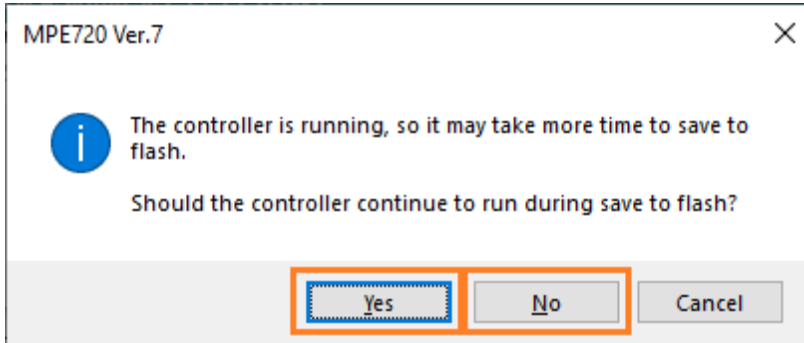 MPE720 Ver.7
The controller is running, so it may take more time to save to
flash.
Should the controller continue to run during save to flash?
Yes
No
Cancel